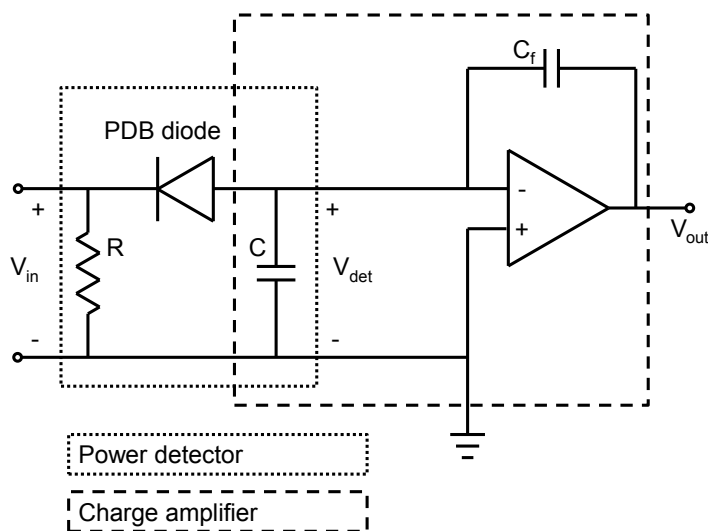 C_f
PDB diode
-
+
+
+
R
C
V_in
V_det
V_out
-
-
Power detector
Charge amplifier